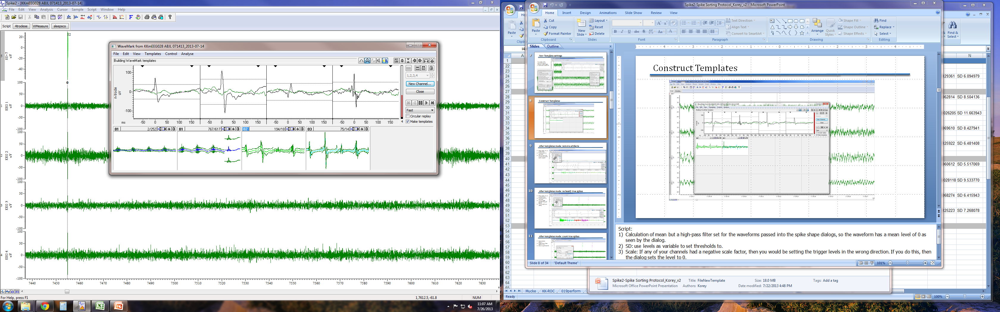 Spike2 - [KKmEEG028 ABJL 071413_2013-07-14]
File Edit View Analysis Cursor Sample Script Window Help
Script 4trodese WMeasure sleepsco
20
0
-20
-40
SD=7
uV
02
0
100
50
0
-50
-100
1 EEG 1 uV
100
50
0
-50
-100
2 EEG 2 uV
100
50
0
-50
-100
3 EEG 3 uV
100
50
0
-50
-100
4 EEG 4 uV
7440 7450 7460 7470 7480 7490 7500 7510 7520 7530 7540 7550 7560 7570 7580 7590 7600 7610 7620 7630
For Help, press F1
1,7612.5,-61.8
NUM
WaveMark from KKmEEG028 ABJL 071413_2013-07-14
File Edit View Templates Control Analyse
Building WaveMark templates
n-trode
uV
100
0
-100
ms -50 0 50 100 150 -50 0 50 100 150 -50 0 50 100 150 -50 0 50 100 150
4
1,2,3,4
New Channel...
Close
Fast
Circular replay
Make templates
01 2/252
01 767/617
02 194/18
03 75/14
11:07 AM
7/26/2013
Spike2-Spike Sorting Protocol_Korey_v2 - Microsoft PowerPoint
Home Insert Design Animations Slide Show Review View
Paste
Cut
Copy
Format Painter
Clipboard
New
Slide
Layout
Reset
Delete
Slides
Font
Text Direction
Align Text
Convert to SmartArt
Paragraph
Arrange
Quick
Styles
Shape Fill
Shape Outline
Shape Effects
Drawing
Find
Replace
Select
Editing
Slides Outline
7 New Template settings
8 Construct Templates
9 After templates made: remove artifacts
10 After templates made: reclassify true spikes
11 After templates made: count true spikes
Construct Templates
Script:
1) Calculation of mean but a high-pass filter set for the waveforms passed into the spike shape dialogs, so the waveform has a mean level of 0 as
seen by the dialog.
2) SD: use levels as variable to set thresholds to.
3) Scale: If any of your channels had a negative scale factor, then you would be setting the trigger levels in the wrong direction. If you do this, then
the dialog sets the level to 0.
Slide 8 of 34 "Default Theme"
101%
Spike2-Spike Sorting Protocol_Korey_v2
Microsoft Office PowerPoint Presentation
Title: FileNewTemplate
Authors: Korey
Size: 18.0 MB
Date modified: 7/22/2013 4:48 PM
Tags: Add a tag
Find &
Select
N
129361 SD 6.094979
062814 SD 8.504136
026205 SD 11.663943
069610 SD 8.427941
125922 SD 6.481408
060612 SD 5.517069
028118 SD 9.533770
068274 SD 6.415943
125223 SD 7.268078
Paste
A
1
22
23
24
25
26
27
28
29
30
31
32
33
34
35
36
37
38
39
40
41
42
43
44
45
46
47
48
49
50
51
52
53
54
55
56
57
58
59
60
61
62
63
64
65
Mucke KK-ROC 019perform
Ready
100%